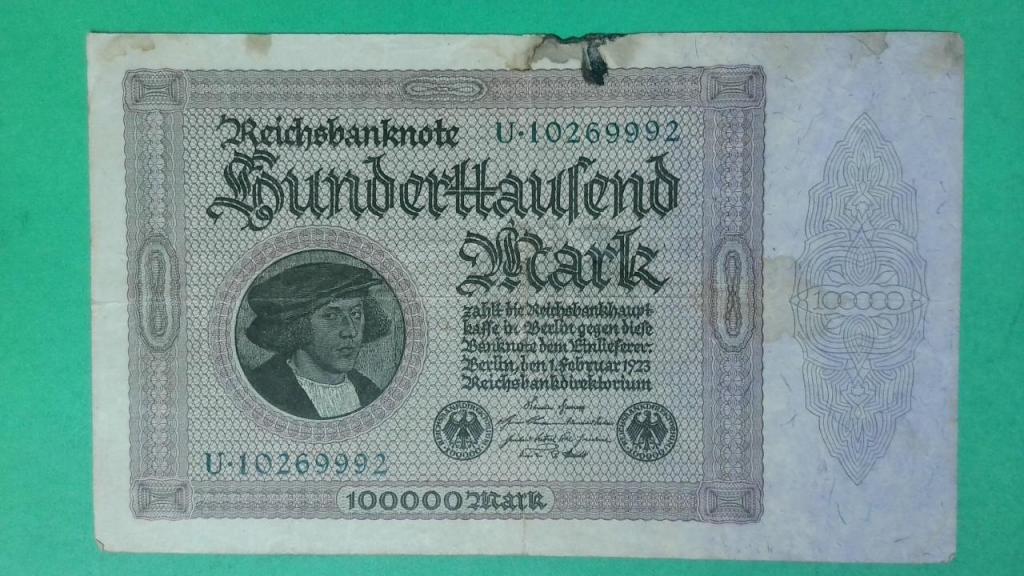 Reichsbanknote U·10269992
Hunderttausend
Mark
zahlt die Reichsbankhaupt-
kasse in Berlin gegen diese
Banknote dem Einlieferer.
Berlin, den 1. Februar 1923
Reichsbankdirektorium
100000
U·10269992
100000 Mark